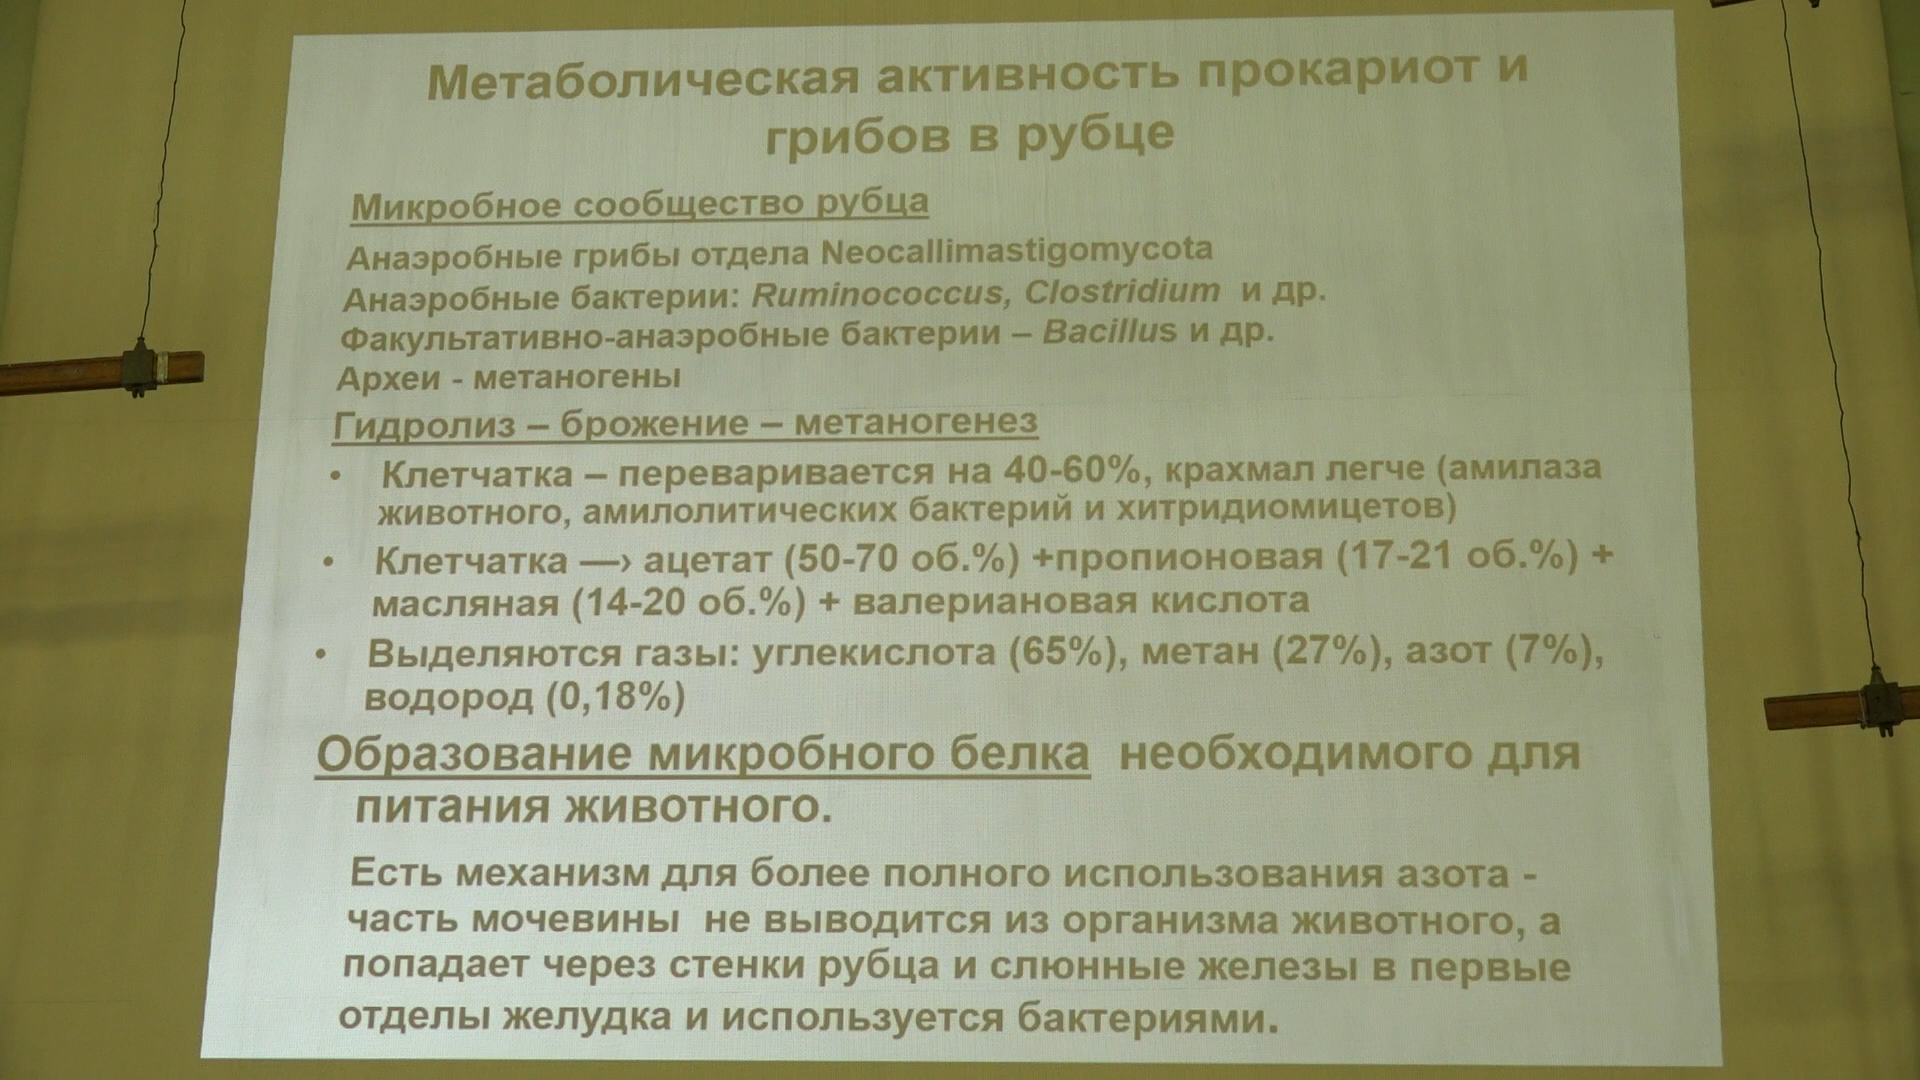 Метаболическая активность прокариот и
грибов в рубце
Микробное сообщество рубца
Анаэробные грибы отдела Neocallimastigomycota
Анаэробные бактерии: Ruminococcus, Clostridium и др.
Факультативно-анаэробные бактерии – Bacillus и др.
Археи - метаногены
Гидролиз – брожение – метаногенез
• Клетчатка – переваривается на 40-60%, крахмал легче (амилаза
животного, амилолитических бактерий и хитридиомицетов)
• Клетчатка —› ацетат (50-70 об.%) +пропионовая (17-21 об.%) +
масляная (14-20 об.%) + валериановая кислота
• Выделяются газы: углекислота (65%), метан (27%), азот (7%),
водород (0,18%)
Образование микробного белка необходимого для
питания животного.
Есть механизм для более полного использования азота -
часть мочевины не выводится из организма животного, а
попадает через стенки рубца и слюнные железы в первые
отделы желудка и используется бактериями.